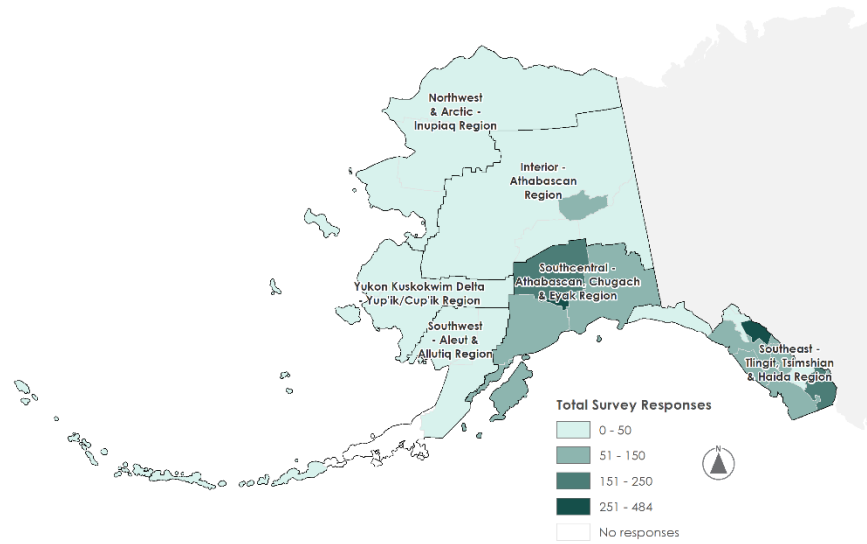 Northwest
& Arctic -
Inupiaq Region
Interior -
Athabascan
Region
Southcentral -
Athabascan, Chugach
& Eyak Region
Yukon Kuskokwim Delta
- Yup'ik/Cup'ik Region
Southwest
- Aleut &
Allutiq Region
Southeast -
Tlingit, Tsimshian
& Haida Region
Total Survey Responses
0 - 50
51 - 150
151 - 250
251 - 484
No responses
N